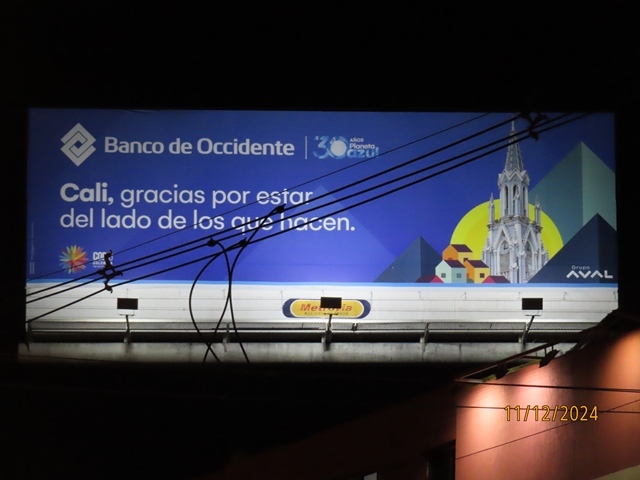 Banco de Occidente
30 AÑOS Planeta azul
Cali, gracias por estar
del lado de los que hacen.
Grupo
AVAL
Metrovía
11/12/2024